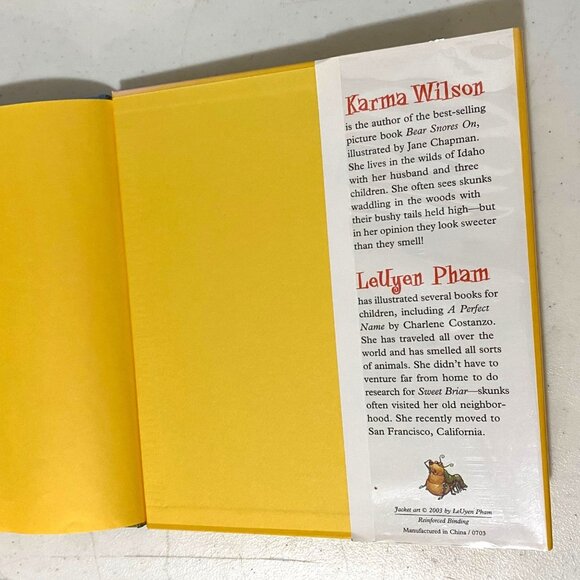 Karma Wilson
is the author of the best-selling
picture book Bear Snores On,
illustrated by Jane Chapman.
She lives in the wilds of Idaho
with her husband and three
children. She often sees skunks
waddling in the woods with
their bushy tails held high—but
in her opinion they look sweeter
than they smell!
LeUyen Pham
has illustrated several books for
children, including A Perfect
Name by Charlene Costanzo.
She has traveled all over the
world and has smelled all sorts
of animals. She didn't have to
venture far from home to do
research for Sweet Briar—skunks
often visited her old neighbor-
hood. She recently moved to
San Francisco, California.
Jacket art © 2003 by LeUyen Pham
Reinforced Binding
Manufactured in China / 0703